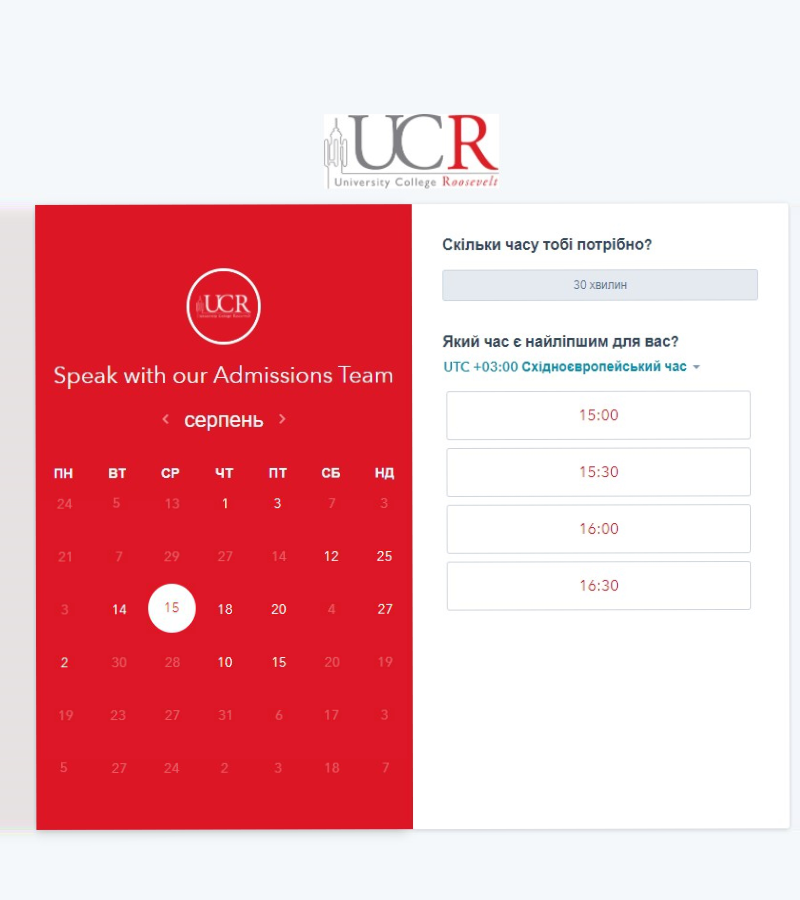 UCR
University College Roosevelt
UCR
Speak with our Admissions Team
серпень
ПН ВТ СР ЧТ ПТ СБ НД
24 5 13 1 3 7 3
21 7 29 27 14 12 25
3 14 15 18 20 4 27
2 30 28 10 15 20 19
19 23 27 31 6 17 3
5 27 24 2 3 18 7
Скільки часу тобі потрібно?
30 хвилин
Який час є найліпшим для вас?
UTC +03:00 Східноєвропейський час
15:00
15:30
16:00
16:30